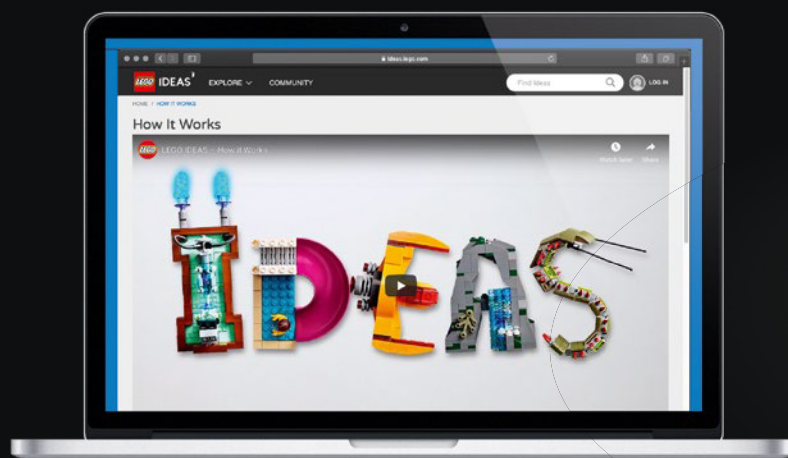 ideas.lego.com
LEGO IDEAS EXPLORE COMMUNITY Find Ideas LOG IN
HOME / HOW IT WORKS
How It Works
LEGO IDEAS - How It Works
Watch later Share
IDEAS